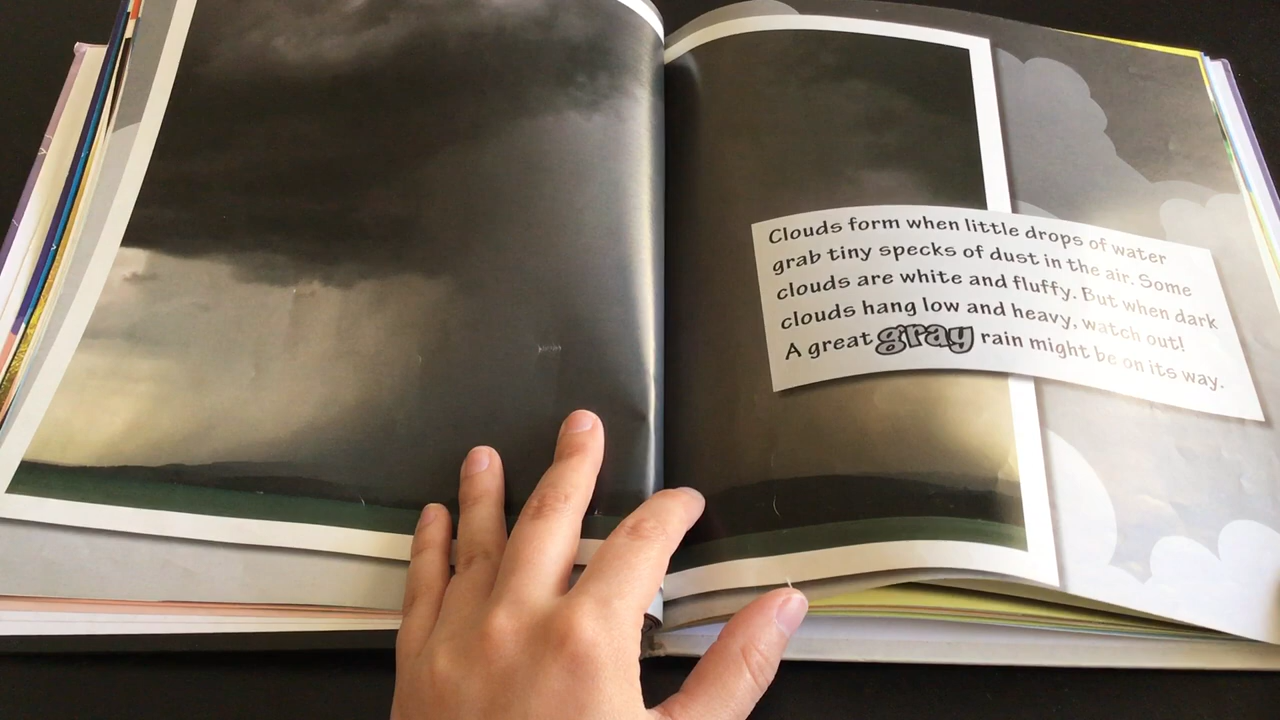 Clouds form when little drops of water
grab tiny specks of dust in the air. Some
clouds are white and fluffy. But when dark
clouds hang low and heavy, watch out!
A great gray rain might be on its way.